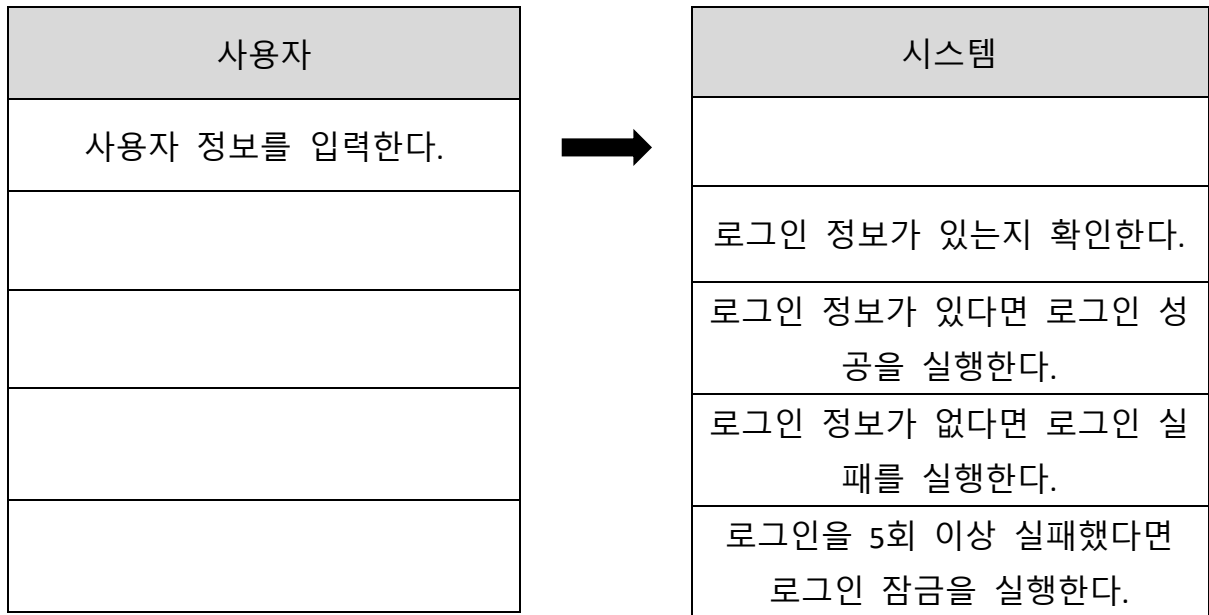 사용자
시스템
사용자 정보를 입력한다.
로그인 정보가 있는지 확인한다.
로그인 정보가 있다면 로그인 성
공을 실행한다.
로그인 정보가 없다면 로그인 실
패를 실행한다.
로그인을 5회 이상 실패했다면
로그인 잠금을 실행한다.